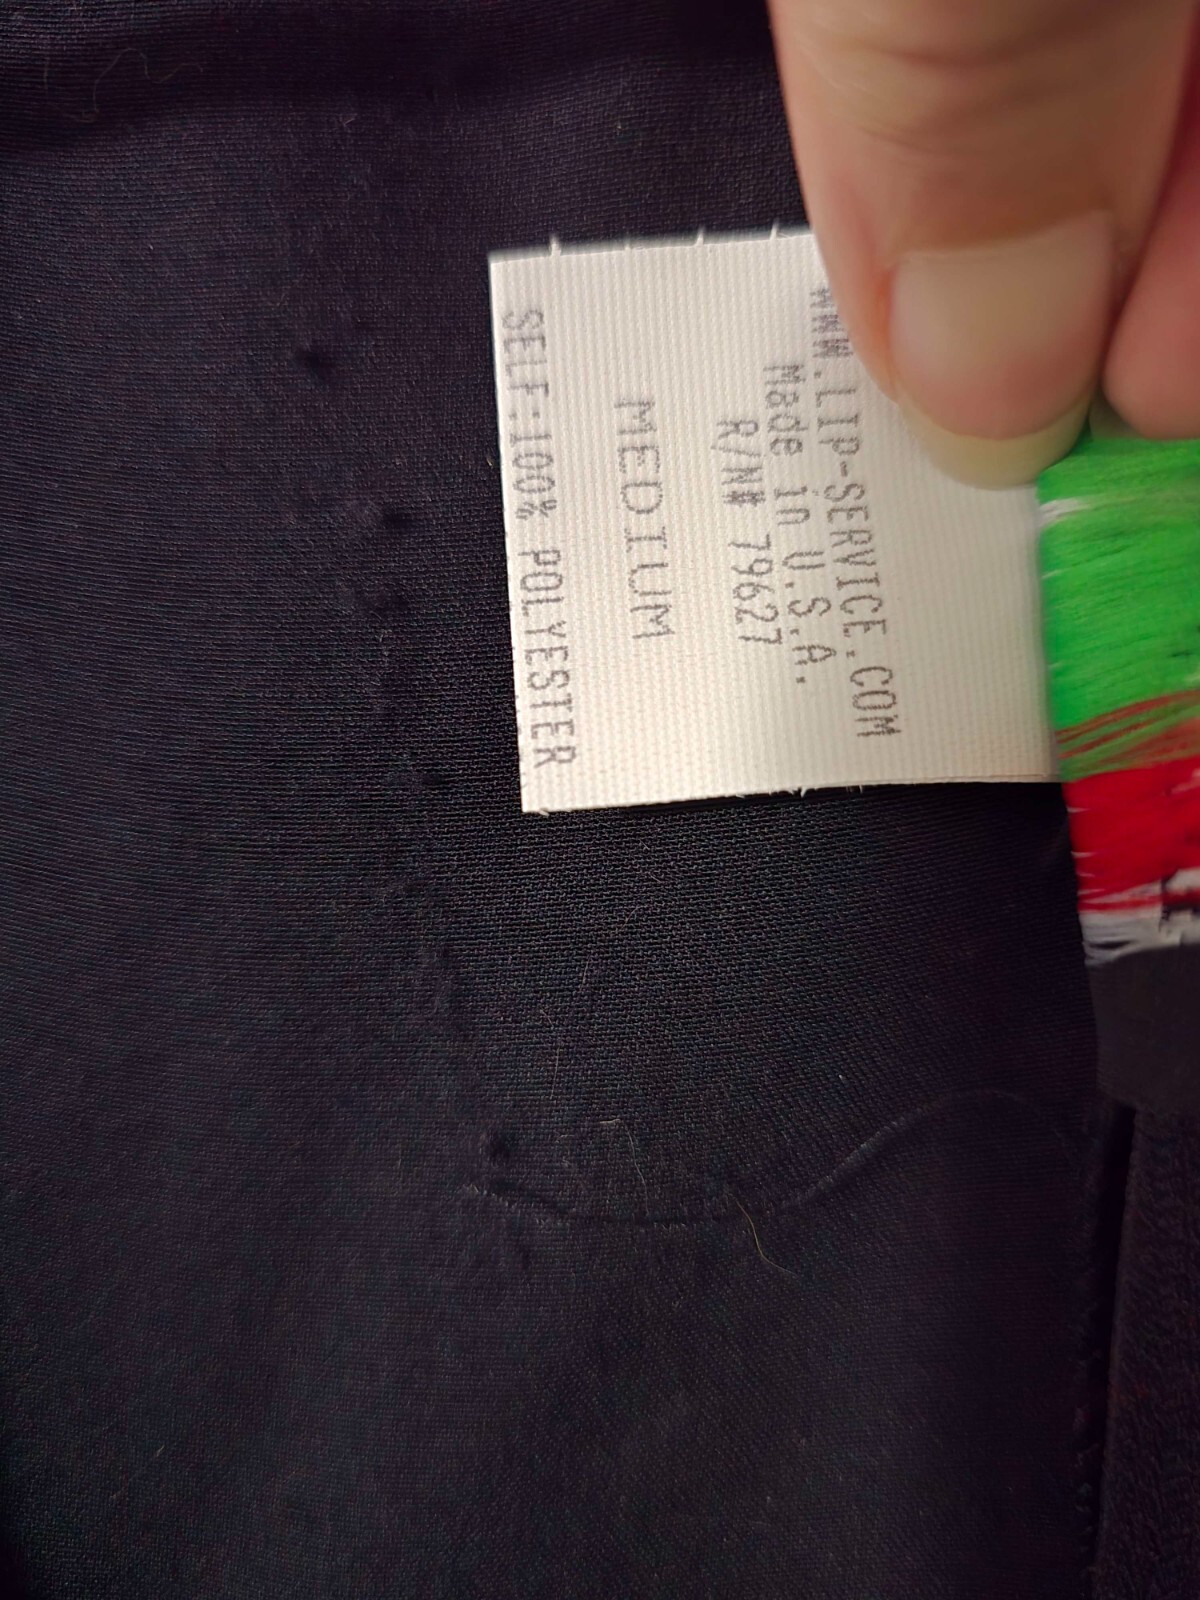 WWW.LIP-SERVICE.COM
Made in U.S.A.
R/N# 79627
MEDIUM
SELF:100% POLYESTER